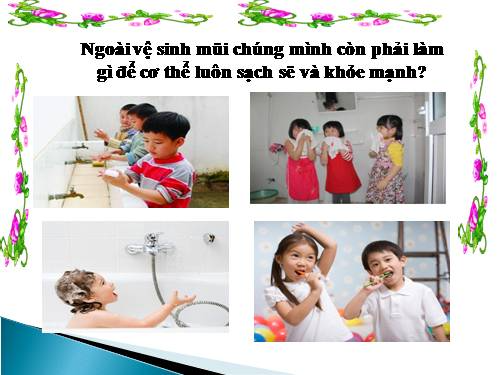 Ngoài vệ sinh mũi chúng mình còn phải làm
gì để cơ thể luôn sạch sẽ và khỏe mạnh?